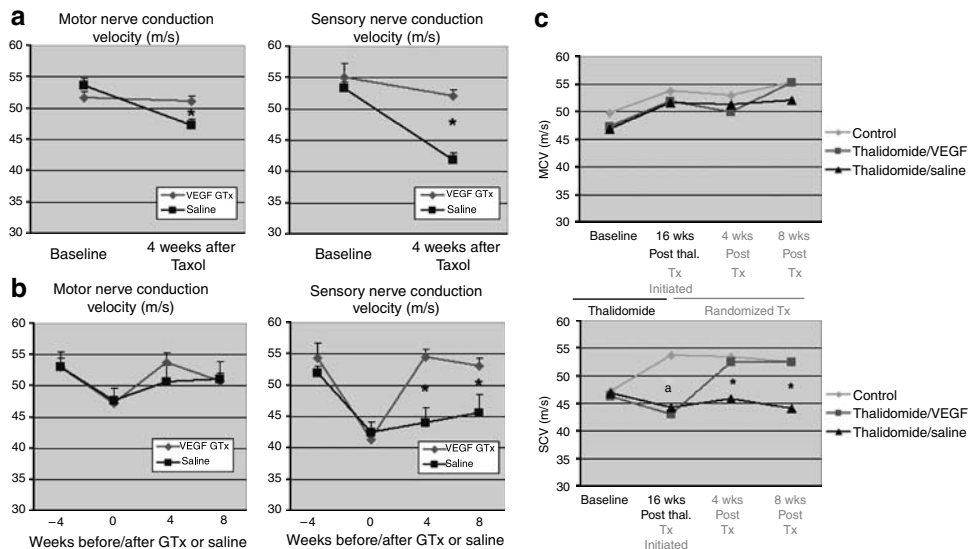 a
Motor nerve conduction
velocity (m/s)
60
55
50
45
40
35
30
*
VEGF GTx
Saline
Baseline
4 weeks after
Taxol
Sensory nerve conduction
velocity (m/s)
60
55
50
45
40
35
30
*
VEGF GTx
Saline
Baseline
4 weeks after
Taxol
b
Motor nerve conduction
velocity (m/s)
60
55
50
45
40
35
30
VEGF GTx
Saline
−4 0 4 8
Weeks before/after GTx or saline
Sensory nerve conduction
velocity (m/s)
60
55
50
45
40
35
30
* *
VEGF GTx
Saline
−4 0 4 8
Weeks before/after GTx or saline
c
MCV (m/s)
60
55
50
45
40
35
30
Control
Thalidomide/VEGF
Thalidomide/saline
Baseline 16 wks 4 wks 8 wks
Post thal. Post Post
Tx Tx Tx
Initiated
Thalidomide Randomized Tx
SCV (m/s)
60
55
50
45
40
35
30
a * *
Control
Thalidomide/VEGF
Thalidomide/saline
Baseline 16 wks 4 wks 8 wks
Post thal. Post Post
Tx Tx Tx
Initiated